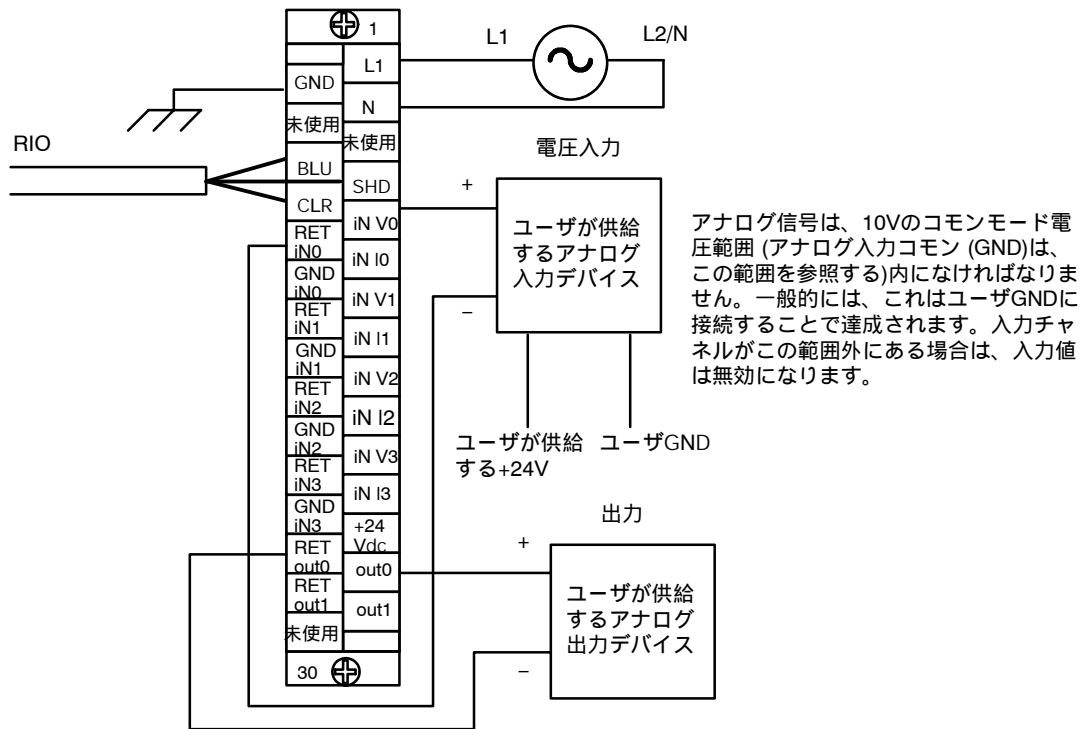 1
L1
L2/N
L1
GND
N
未使用
未使用
RIO
電圧入力
BLU
SHD
+
CLR
iN V0
RET
iN0
iN I0
GND
iN0
iN V1
RET
iN1
iN I1
GND
iN1
iN V2
RET
iN2
iN I2
GND
iN2
iN V3
RET
iN3
iN I3
GND
iN3
+24
Vdc
RET
out0
out0
RET
out1
out1
未使用
30
ユーザが供給
するアナログ
入力デバイス
−
ユーザが供給
する+24V
ユーザGND
アナログ信号は、10Vのコモンモード電
圧範囲 (アナログ入力コモン (GND)は、
この範囲を参照する)内になければなりま
せん。一般的には、これはユーザGNDに
接続することで達成されます。入力チャ
ネルがこの範囲外にある場合は、入力値
は無効になります。
出力
+
ユーザが供給
するアナログ
出力デバイス
−